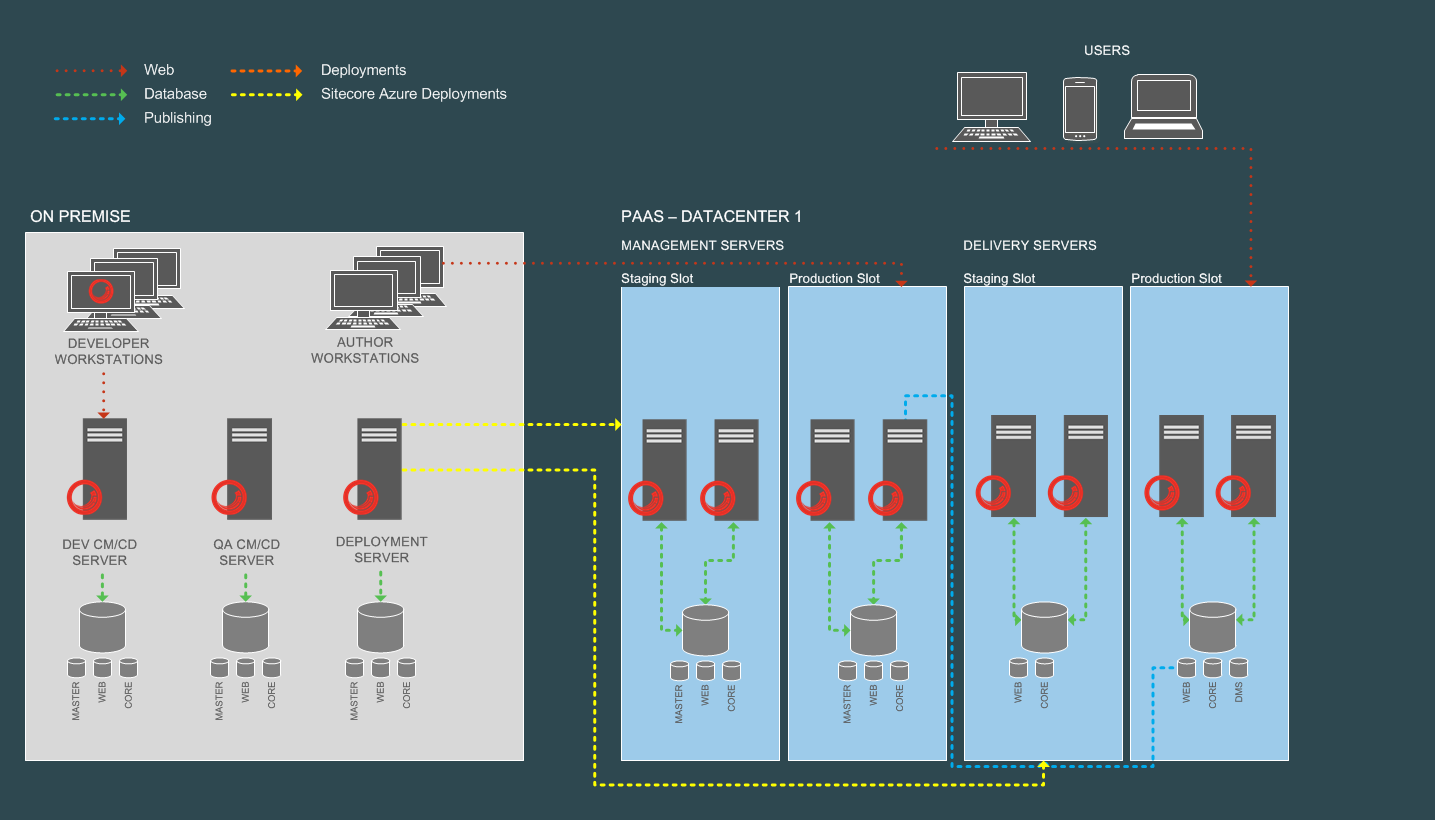 USERS
Web
Deployments
Database
Sitecore Azure Deployments
Publishing
ON PREMISE
PAAS – DATACENTER 1
MANAGEMENT SERVERS
DELIVERY SERVERS
Staging Slot
Production Slot
Staging Slot
Production Slot
DEVELOPER
WORKSTATIONS
AUTHOR
WORKSTATIONS
DEV CM/CD
SERVER
QA CM/CD
SERVER
DEPLOYMENT
SERVER
MASTER
WEB
CORE
MASTER
WEB
CORE
MASTER
WEB
CORE
MASTER
WEB
CORE
MASTER
WEB
CORE
WEB
CORE
WEB
CORE
DMS